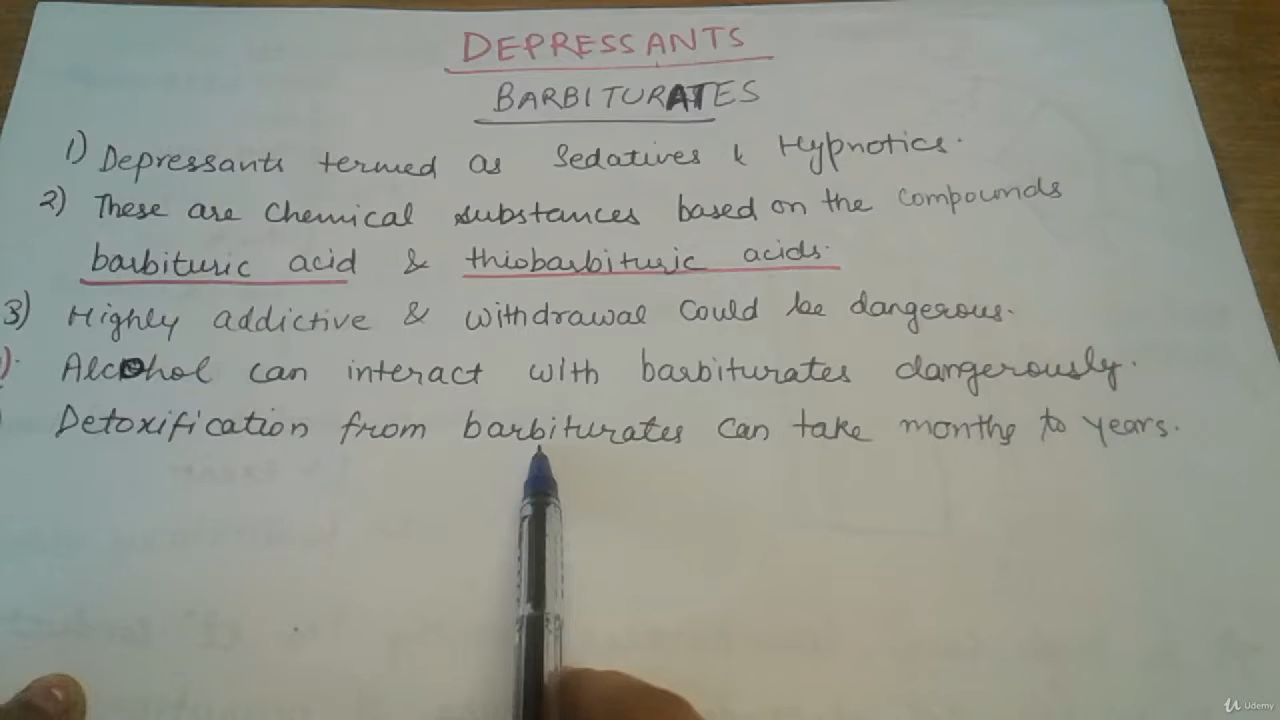 DEPRESSANTS
BARBITURATES
1) Depressants termed as Sedatives & Hypnotics.
2) These are chemical substances based on the compounds
barbituric acid & thiobarbituric acids.
3) Highly addictive & withdrawal could be dangerous.
). Alcohol can interact with barbiturates dangerously.
Detoxification from barbiturates can take months to years.
Udemy